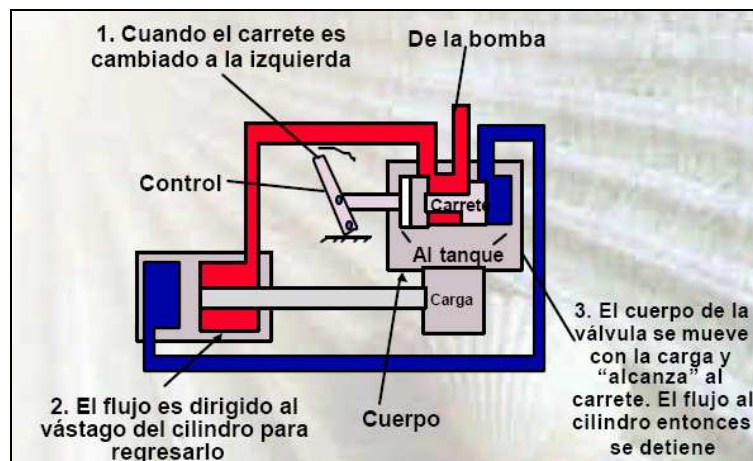 1. Cuando el carrete es
cambiado a la izquierda
De la bomba
Control
Carrete
Al tanque
Carga
Cuerpo
2. El flujo es dirigido al
vástago del cilindro para
regresarlo
3. El cuerpo de la
válvula se mueve
con la carga y
“alcanza” al
carrete. El flujo al
cilindro entonces
se detiene